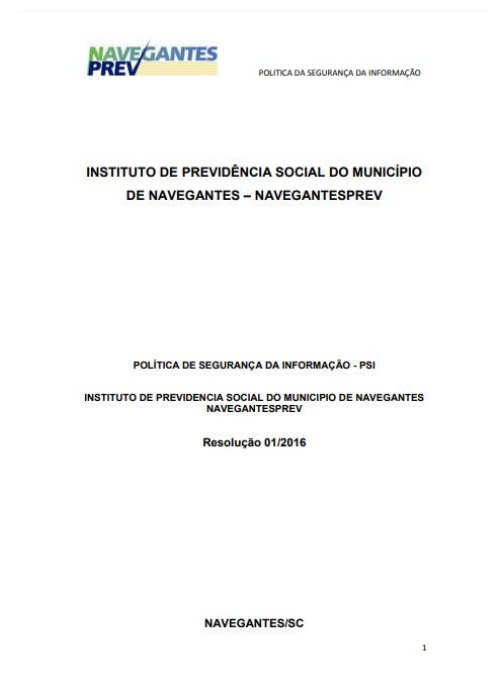 NAVEGANTES
PREV
POLITICA DA SEGURANÇA DA INFORMAÇÃO
INSTITUTO DE PREVIDÊNCIA SOCIAL DO MUNICÍPIO
DE NAVEGANTES – NAVEGANTESPREV
POLÍTICA DE SEGURANÇA DA INFORMAÇÃO - PSI
INSTITUTO DE PREVIDENCIA SOCIAL DO MUNICIPIO DE NAVEGANTES
NAVEGANTESPREV
Resolução 01/2016
NAVEGANTES/SC
1